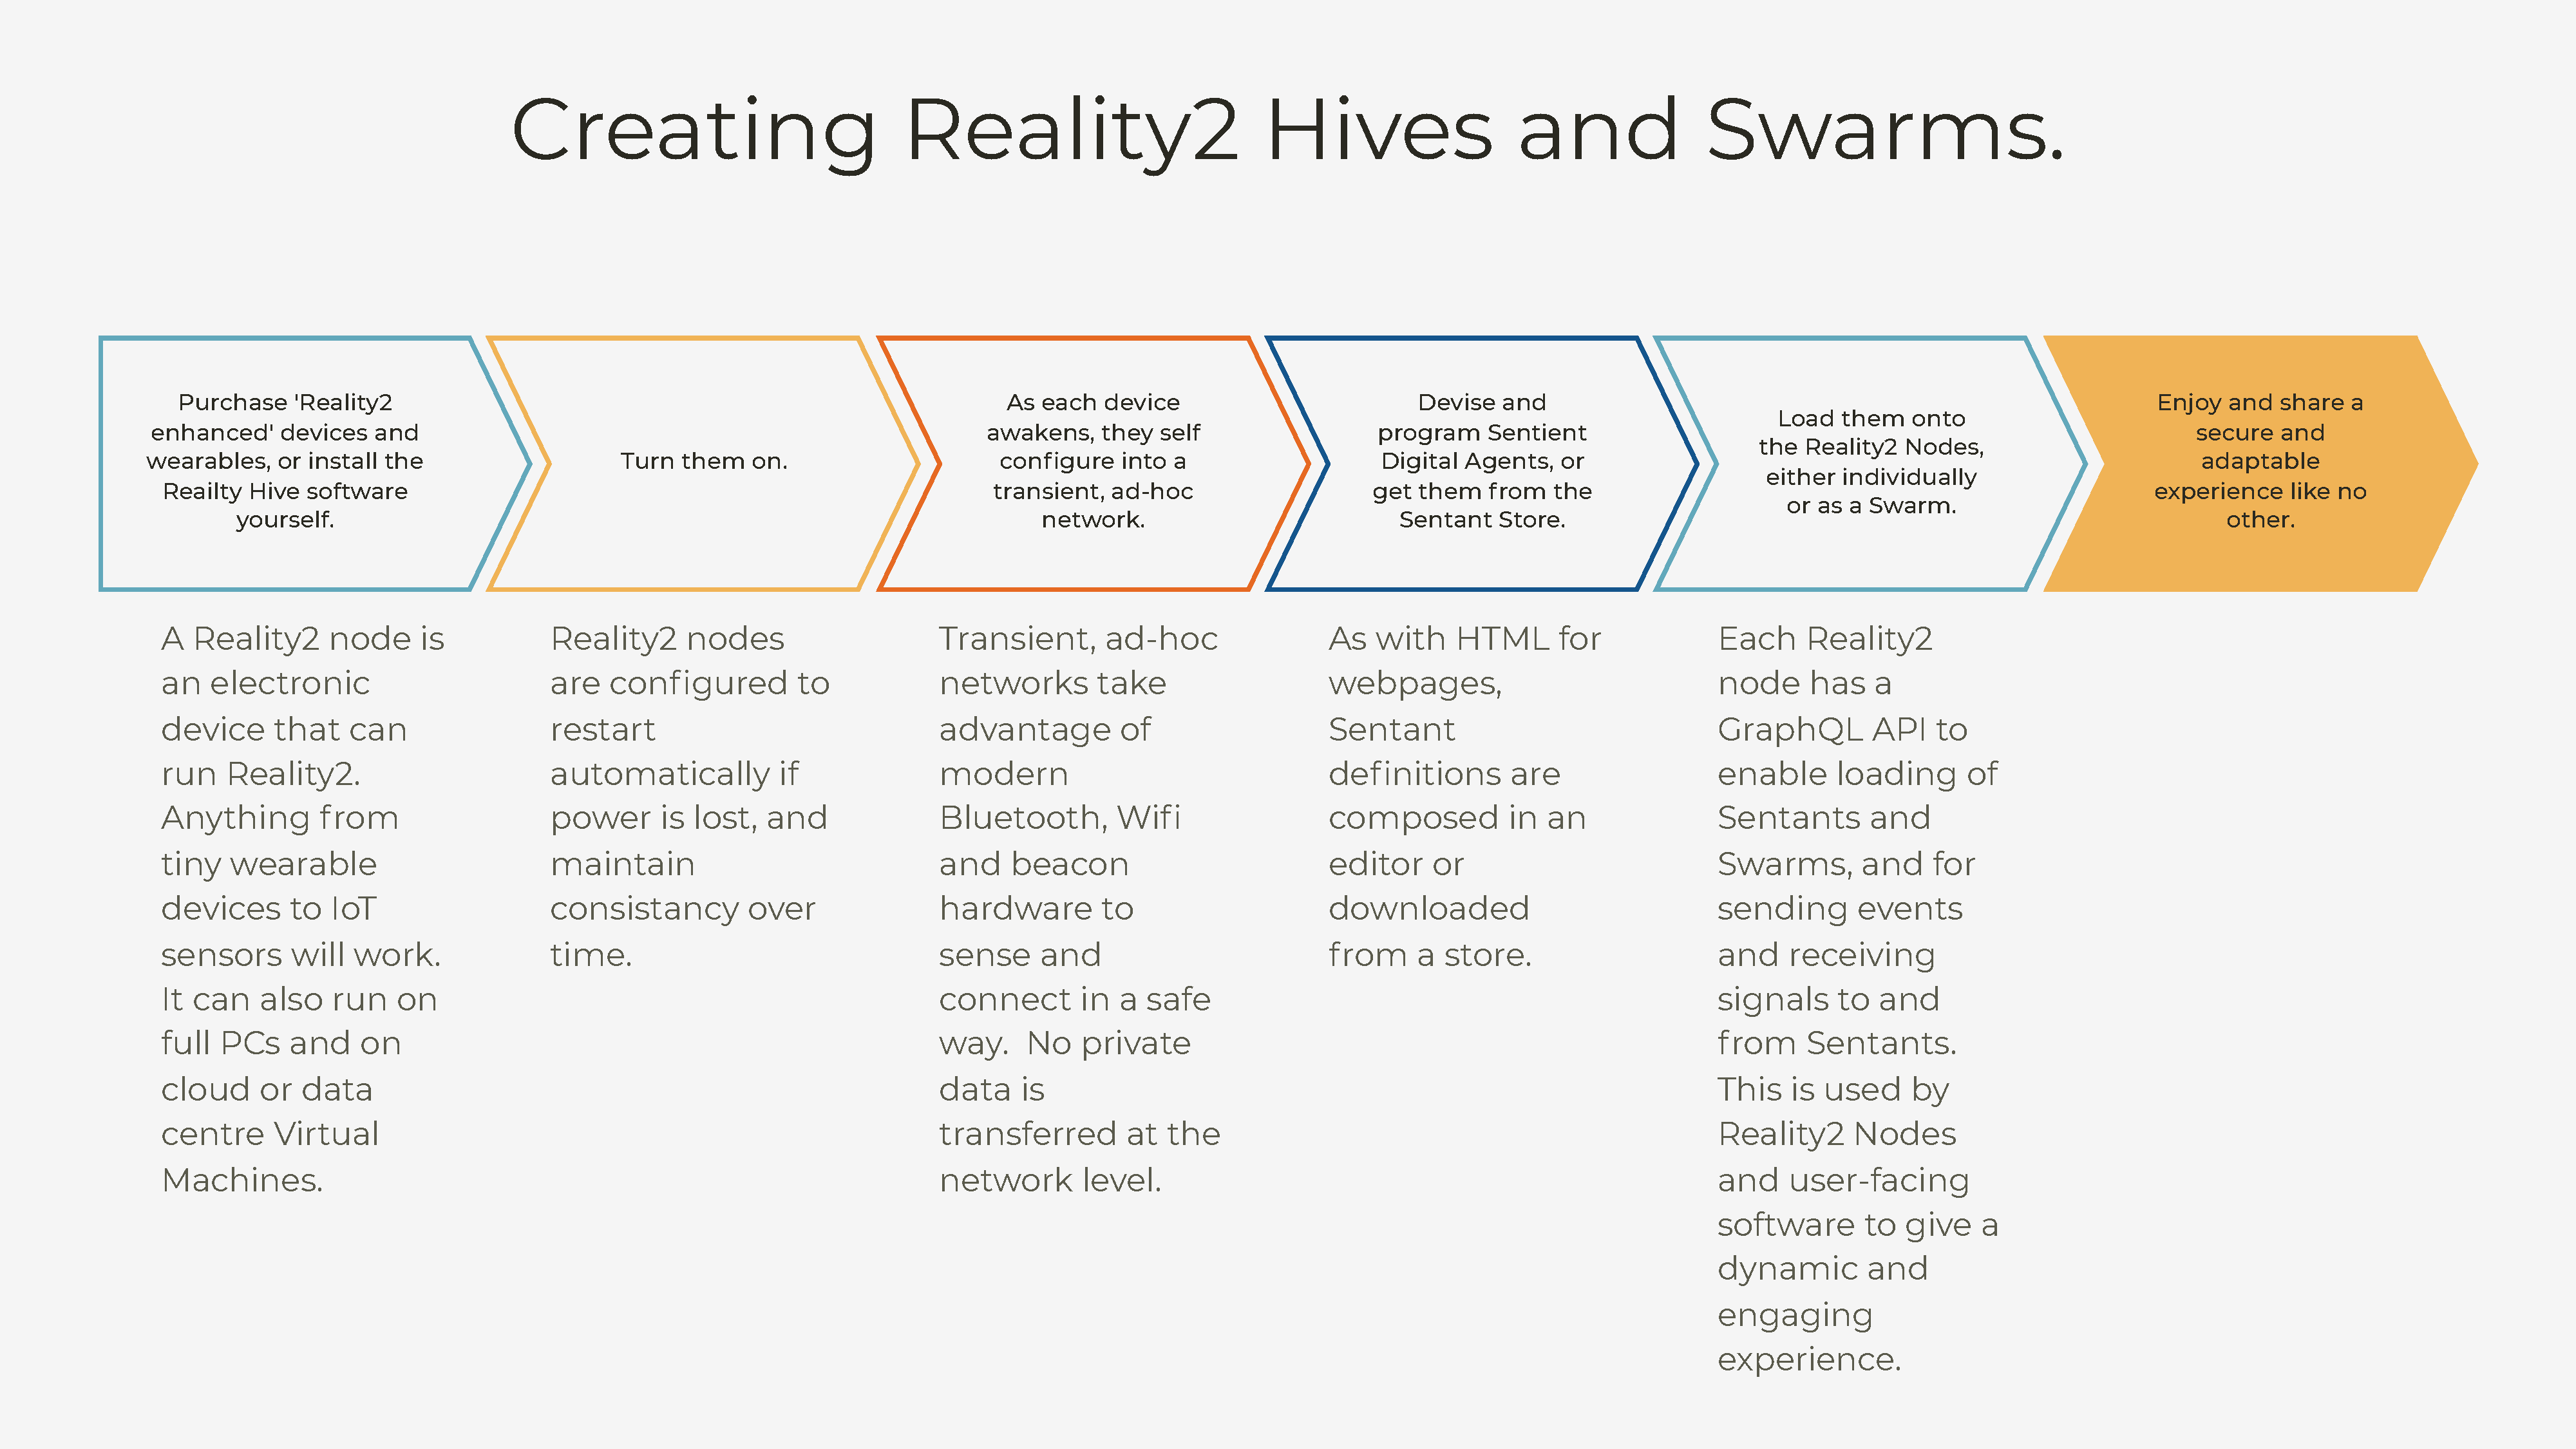 Creating Reality2 Hives and Swarms.
Purchase 'Reality2
enhanced' devices and
wearables, or install the
Reailty Hive software
yourself.
Turn them on.
As each device
awakens, they self
configure into a
transient, ad-hoc
network.
Devise and
program Sentient
Digital Agents, or
get them from the
Sentant Store.
Load them onto
the Reality2 Nodes,
either individually
or as a Swarm.
Enjoy and share a
secure and
adaptable
experience like no
other.
A Reality2 node is
an electronic
device that can
run Reality2.
Anything from
tiny wearable
devices to IoT
sensors will work.
It can also run on
full PCs and on
cloud or data
centre Virtual
Machines.
Reality2 nodes
are configured to
restart
automatically if
power is lost, and
maintain
consistancy over
time.
Transient, ad-hoc
networks take
advantage of
modern
Bluetooth, Wifi
and beacon
hardware to
sense and
connect in a safe
way.  No private
data is
transferred at the
network level.
As with HTML for
webpages,
Sentant
definitions are
composed in an
editor or
downloaded
from a store.
Each Reality2
node has a
GraphQL API to
enable loading of
Sentants and
Swarms, and for
sending events
and receiving
signals to and
from Sentants.
This is used by
Reality2 Nodes
and user-facing
software to give a
dynamic and
engaging
experience.